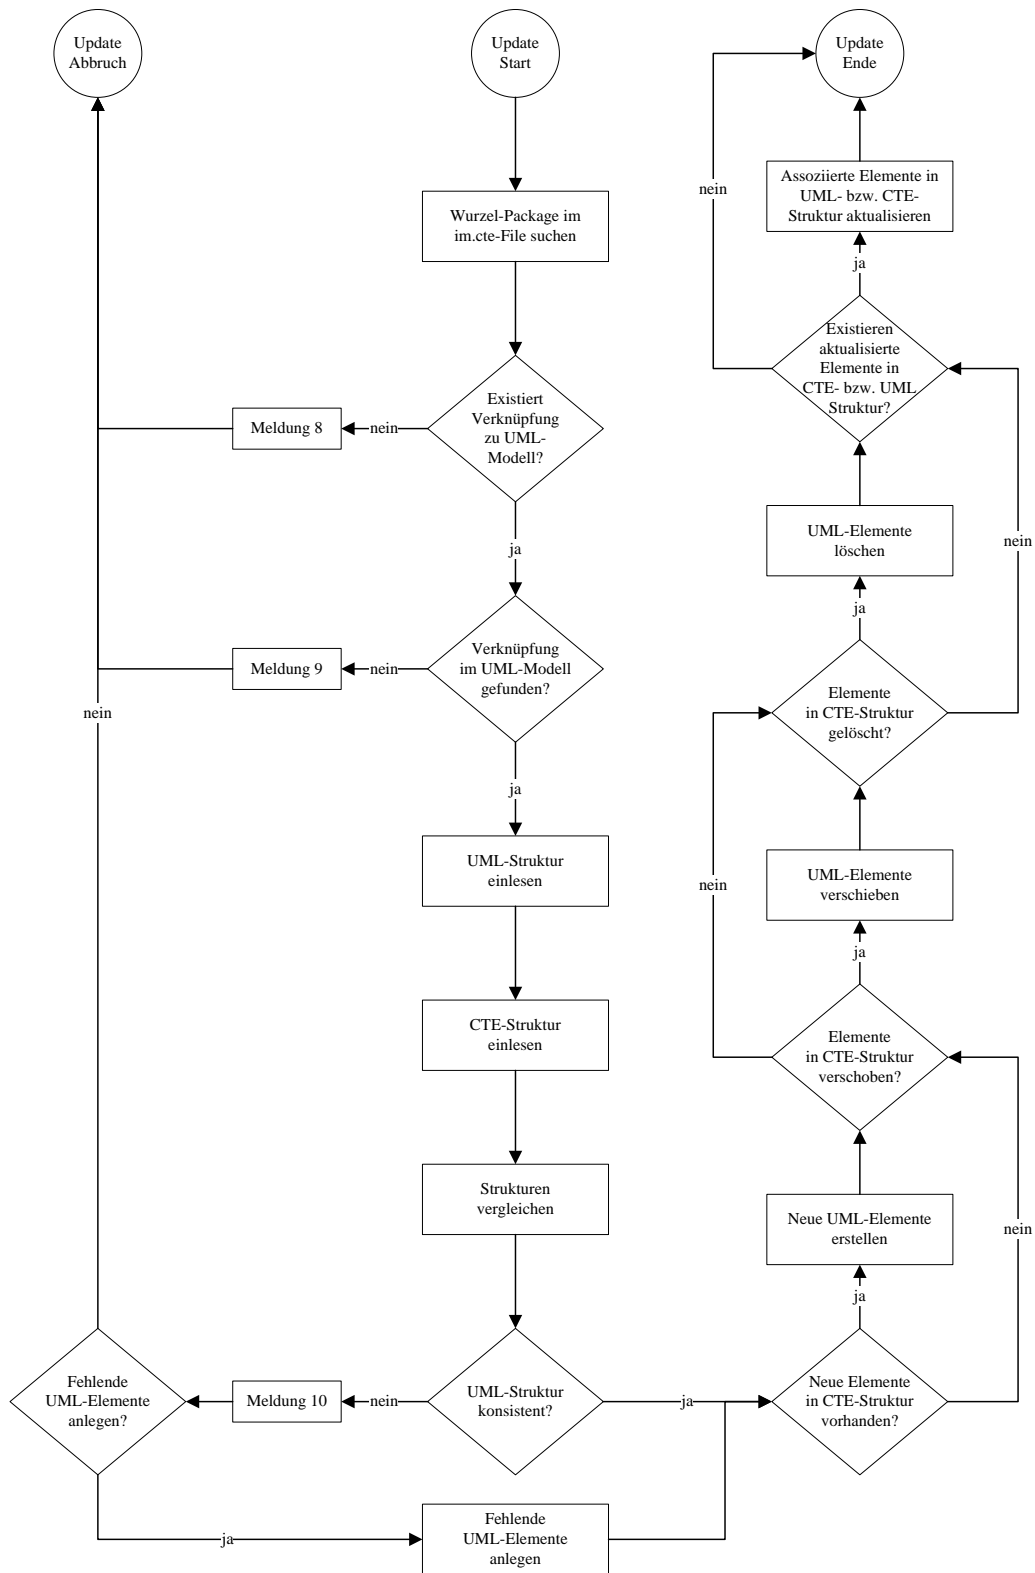 Update
Abbruch
Update
Start
Update
Ende
nein
Assoziierte Elemente in
UML- bzw. CTE-
Struktur aktualisieren
Wurzel-Package im
im.cte-File suchen
ja
Existieren
aktualisierte
Elemente in
CTE- bzw. UML
Struktur?
Meldung 8
nein
Existiert
Verknüpfung
zu UML-
Modell?
ja
UML-Elemente
löschen
nein
ja
Meldung 9
nein
Verknüpfung
im UML-Modell
gefunden?
Elemente
in CTE-Struktur
gelöscht?
nein
ja
UML-Struktur
einlesen
nein
UML-Elemente
verschieben
ja
CTE-Struktur
einlesen
Elemente
in CTE-Struktur
verschoben?
Strukturen
vergleichen
Neue UML-Elemente
erstellen
nein
ja
Fehlende
UML-Elemente
anlegen?
Meldung 10
nein
UML-Struktur
konsistent?
ja
Neue Elemente
in CTE-Struktur
vorhanden?
ja
Fehlende
UML-Elemente
anlegen